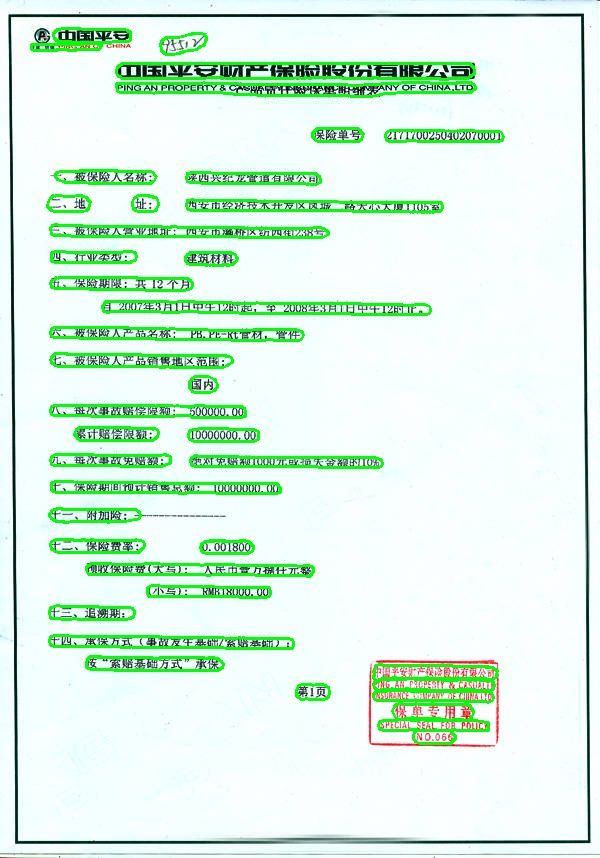 中国平安
PING AN OF CHINA
95512
中国平安财产保险股份有限公司
PING AN PROPERTY & CASUALTY INSURANCE COMPANY OF CHINA,LTD
产品责任险保单明细表
保险单号 2171700250402070001
一、被保险人名称: 陕西兴纪龙管道有限公司
二、地 址: 西安市经济技术开发区凤城二路天心大厦1105室
三、被保险人营业地址: 西安市灞桥区纺西街238号
四、行业类型: 建筑材料
五、保险期限: 共 12 个月
自 2007年3月1日中午12时起, 至 2008年3月1日中午12时止。
六、被保险人产品名称: PB,PE-Rt管材, 管件
七、被保险人产品销售地区范围:
国内
八、每次事故赔偿限额: 500000.00
累计赔偿限额: 10000000.00
九、每次事故免赔额: 绝对免赔额1000元或损失金额的10%
十、保险期间预计销售总额: 10000000.00
十一、附加险: ---------------
十二、保险费率: 0.001800
预收保险费(大写): 人民币壹万捌仟元整
(小写): RMB18000.00
十三、追溯期:
十四、承保方式(事故发生基础/索赔基础):
按“索赔基础方式”承保
第1页
中国平安财产保险股份有限公司
PING AN PROPERTY & CASUALTY
INSURANCE COMPANY OF CHINA LTD
保单专用章
SPECIAL SEAL FOR POLICY
NO.066